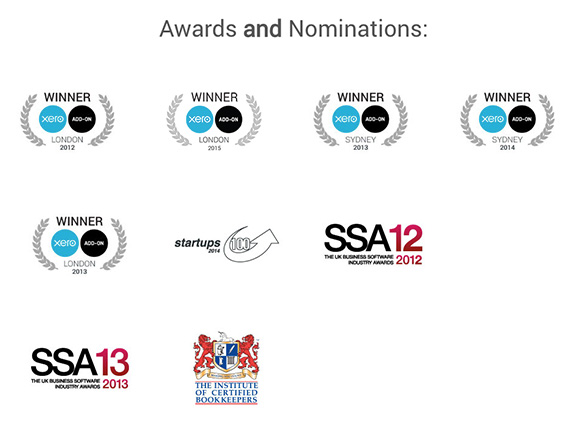 Awards and Nominations:
WINNER
xero ADD-ON
LONDON
2012
WINNER
xero ADD-ON
LONDON
2015
WINNER
xero ADD-ON
SYDNEY
2013
WINNER
xero ADD-ON
SYDNEY
2014
WINNER
xero ADD-ON
LONDON
2013
startups 100
2014
SSA12
THE UK BUSINESS SOFTWARE
INDUSTRY AWARDS 2012
SSA13
THE UK BUSINESS SOFTWARE
INDUSTRY AWARDS 2013
THE INSTITUTE
OF CERTIFIED
BOOKKEEPERS